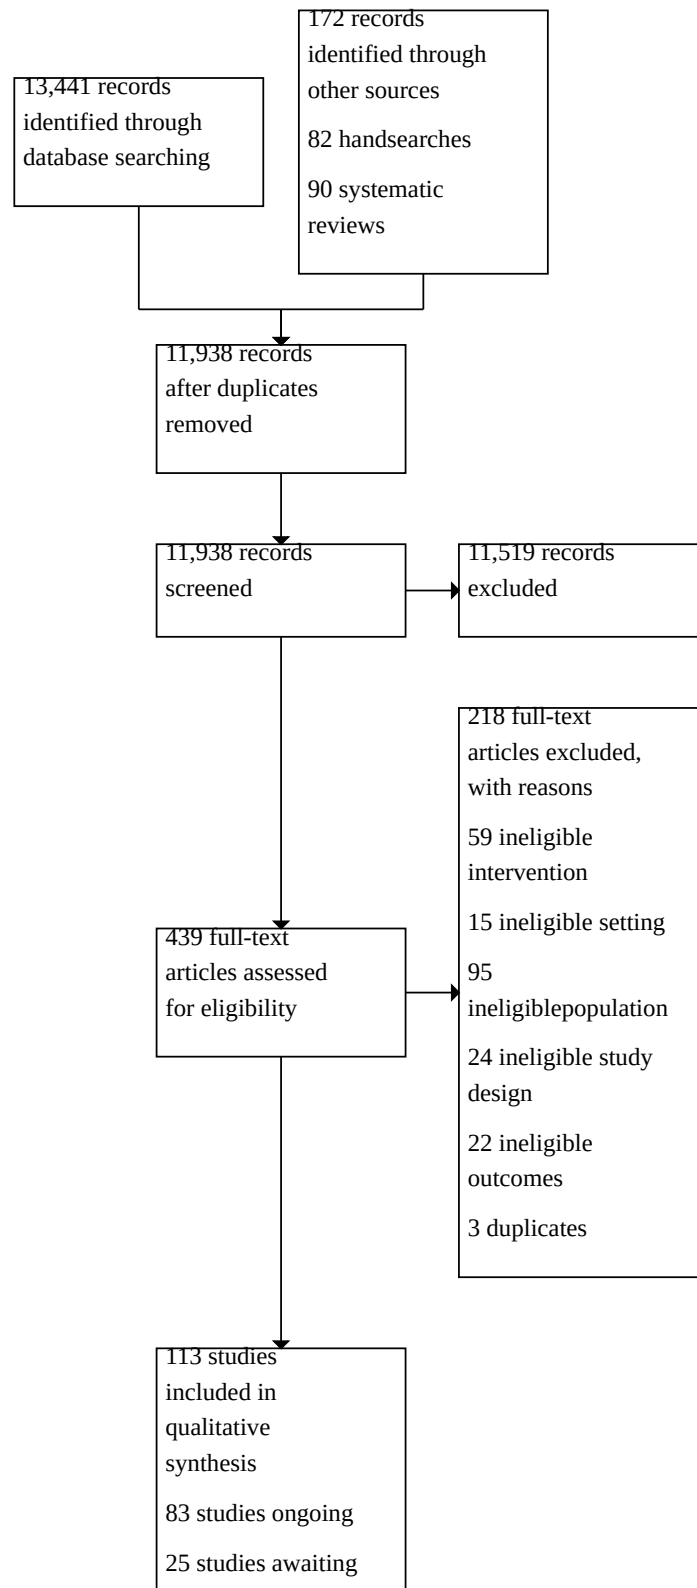 172 records
identified through
other sources
82 handsearches
90 systematic
reviews
13,441 records
identified through
database searching
11,938 records
after duplicates
removed
11,938 records
screened
11,519 records
excluded
218 full-text
articles excluded,
with reasons
59 ineligible
intervention
15 ineligible setting
95
ineligiblepopulation
24 ineligible study
design
22 ineligible
outcomes
3 duplicates
439 full-text
articles assessed
for eligibility
113 studies
included in
qualitative
synthesis
83 studies ongoing
25 studies awaiting